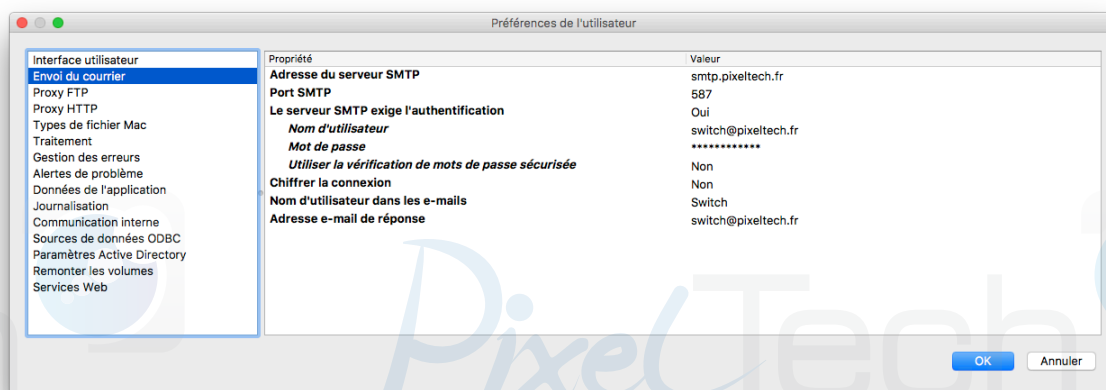 Préférences de l'utilisateur
Interface utilisateur
Envoi du courrier
Proxy FTP
Proxy HTTP
Types de fichier Mac
Traitement
Gestion des erreurs
Alertes de problème
Données de l'application
Journalisation
Communication interne
Sources de données ODBC
Paramètres Active Directory
Remonter les volumes
Services Web
Propriété Valeur
Adresse du serveur SMTP smtp.pixeltech.fr
Port SMTP 587
Le serveur SMTP exige l'authentification Oui
Nom d'utilisateur switch@pixeltech.fr
Mot de passe ************
Utiliser la vérification de mots de passe sécurisée Non
Chiffrer la connexion Non
Nom d'utilisateur dans les e-mails Switch
Adresse e-mail de réponse switch@pixeltech.fr
PixelTech
OK Annuler